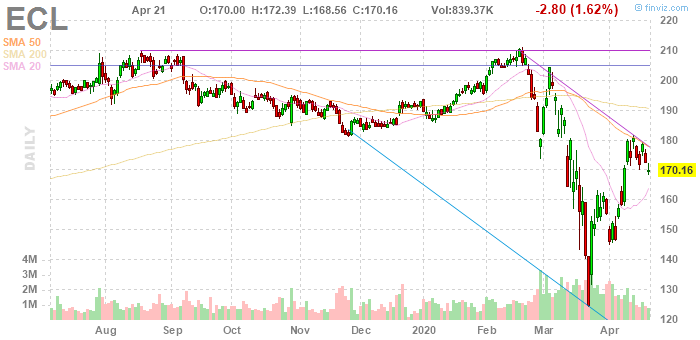 ECL Apr 21 O:170.00 H:172.39 L:168.56 C:170.16 Vol:839.37K -2.80 (1.62%)
© finviz.com
SMA 50
SMA 200
SMA 20
DAILY
220
210
200
190
180
170.16
170
160
150
140
130
120
4M
3M
2M
1M
Aug Sep Oct Nov Dec 2020 Feb Mar Apr